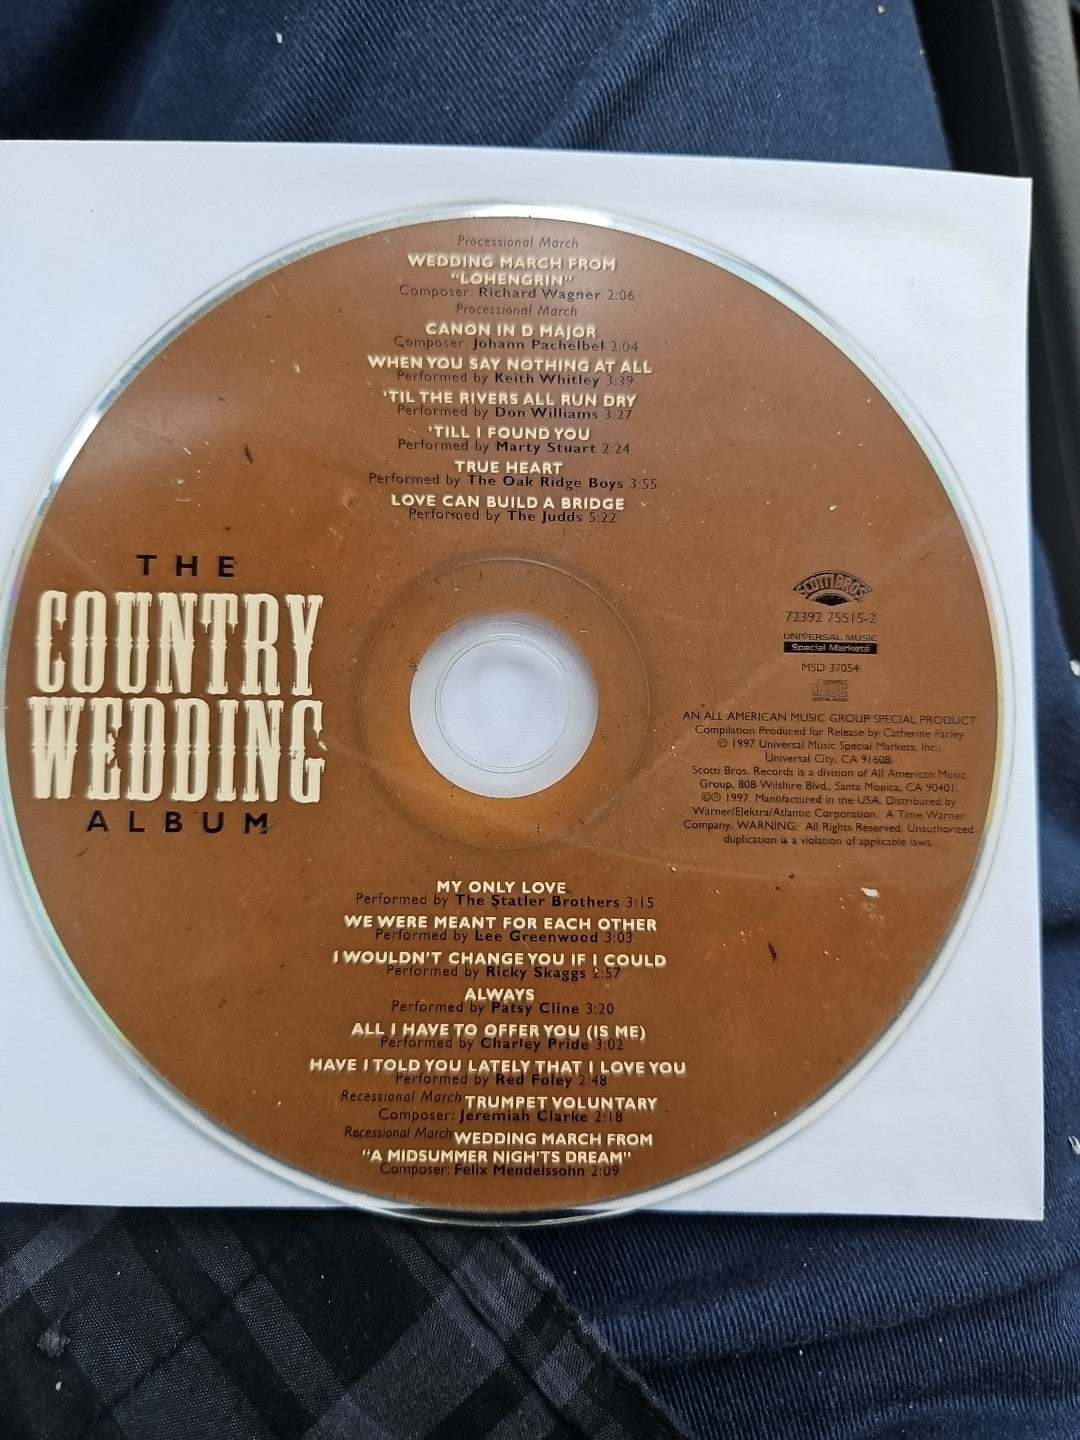 Processional March
WEDDING MARCH FROM
"LOHENGRIN"
Composer: Richard Wagner 2:06
Processional March
CANON IN D MAJOR
Composer: Johann Pachelbel 2:04
WHEN YOU SAY NOTHING AT ALL
Performed by Keith Whitley 3:39
'TIL THE RIVERS ALL RUN DRY
Performed by Don Williams 3:27
'TILL I FOUND YOU
Performed by Marty Stuart 2:24
TRUE HEART
Performed by The Oak Ridge Boys 3:55
LOVE CAN BUILD A BRIDGE
Performed by The Judds 5:22
THE
COUNTRY
WEDDING
ALBUM
SCOTTI BROS.
72392 75515-2
UNIVERSAL MUSIC
Special Markets
MSD 37054
COMPACT
disc
DIGITAL AUDIO
AN ALL AMERICAN MUSIC GROUP SPECIAL PRODUCT
Compilation Produced for Release by Catherine Farley
℗ 1997 Universal Music Special Markets, Inc.,
Universal City, CA 91608.
Scotti Bros. Records is a division of All American Music
Group, 808 Wilshire Blvd., Santa Monica, CA 90401.
©℗ 1997. Manufactured in the USA. Distributed by
Warner/Elektra/Atlantic Corporation. A Time Warner
Company. WARNING: All Rights Reserved. Unauthorized
duplication is a violation of applicable laws.
MY ONLY LOVE
Performed by The Statler Brothers 3:15
WE WERE MEANT FOR EACH OTHER
Performed by Lee Greenwood 3:03
I WOULDN'T CHANGE YOU IF I COULD
Performed by Ricky Skaggs 2:57
ALWAYS
Performed by Patsy Cline 3:20
ALL I HAVE TO OFFER YOU (IS ME)
Performed by Charley Pride 3:02
HAVE I TOLD YOU LATELY THAT I LOVE YOU
Performed by Red Foley 2:48
Recessional March TRUMPET VOLUNTARY
Composer: Jeremiah Clarke 2:18
Recessional March WEDDING MARCH FROM
"A MIDSUMMER NIGH'TS DREAM"
Composer: Felix Mendelssohn 2:09